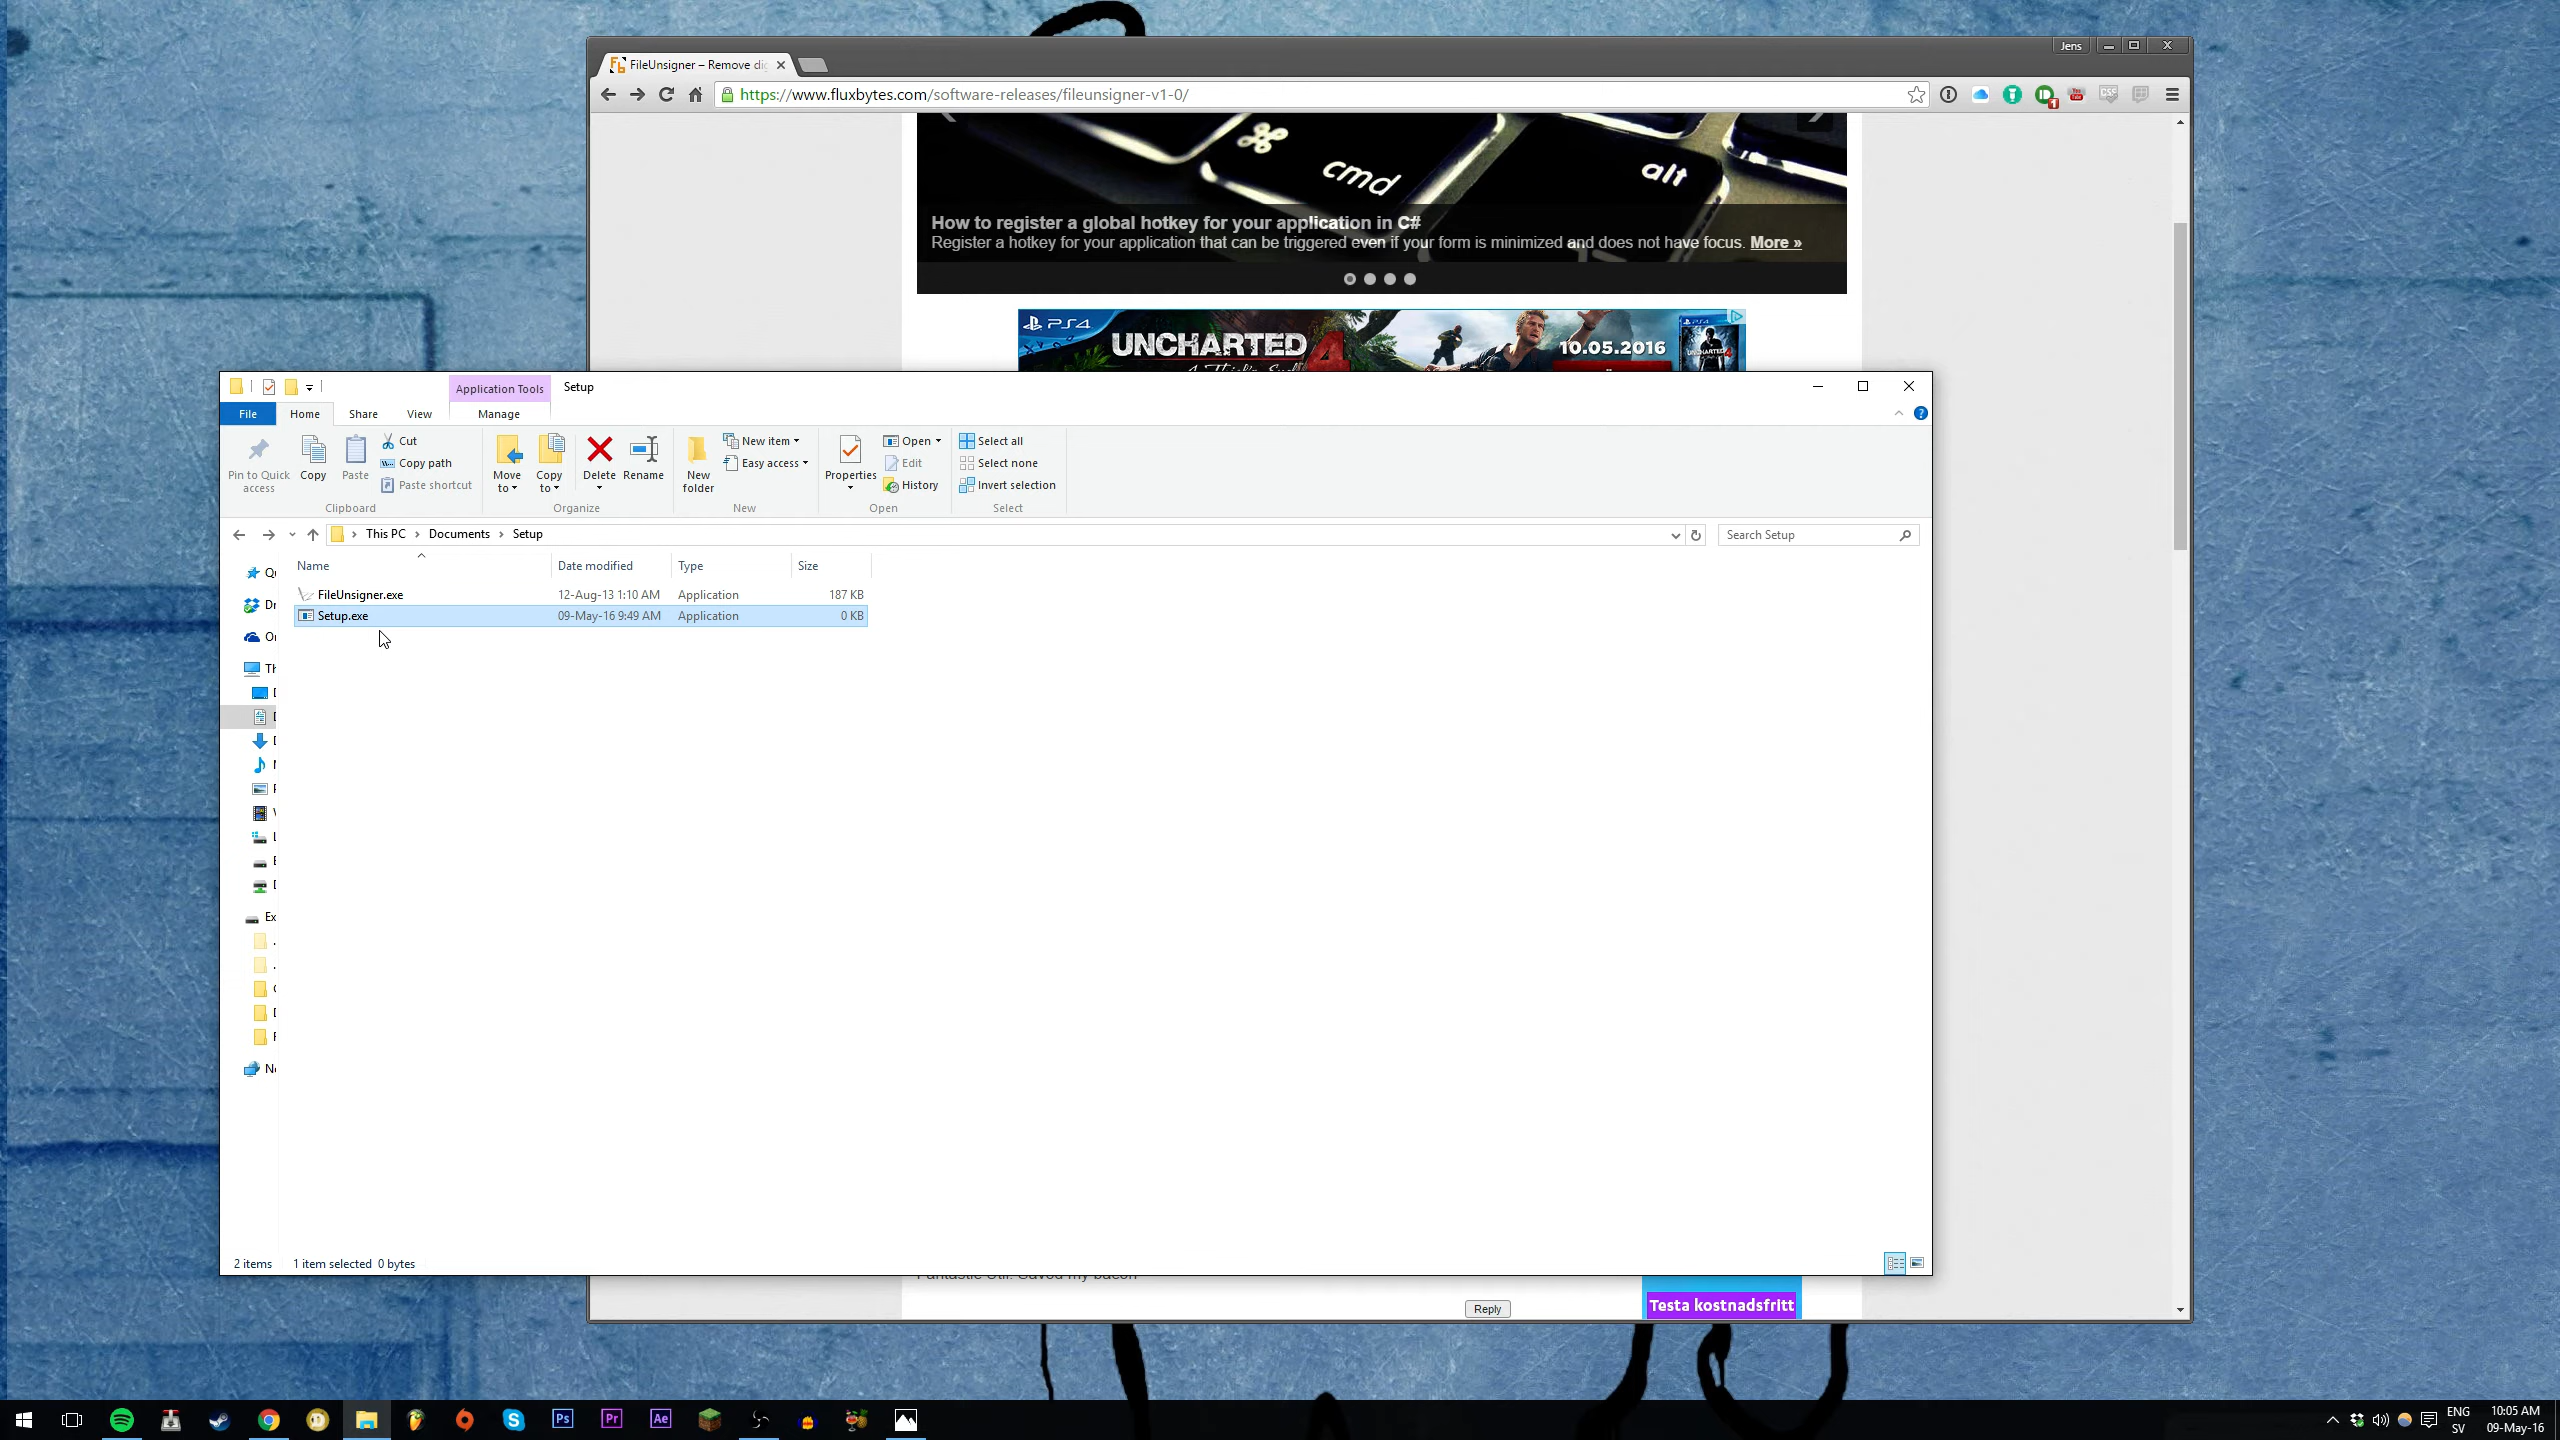 Jens
FileUnsigner – Remove dig
https://www.fluxbytes.com/software-releases/fileunsigner-v1-0/
cmd
alt
How to register a global hotkey for your application in C#
Register a hotkey for your application that can be triggered even if your form is minimized and does not have focus. More »
PS4
UNCHARTED 4
10.05.2016
Application Tools
Setup
File
Home
Share
View
Manage
Pin to Quick access
Copy
Paste
Cut
Copy path
Paste shortcut
Clipboard
Move to
Copy to
Delete
Rename
Organize
New folder
New item
Easy access
New
Properties
Open
Edit
History
Open
Select all
Select none
Invert selection
Select
This PC
Documents
Setup
Search Setup
Name
Date modified
Type
Size
FileUnsigner.exe 12-Aug-13 1:10 AM Application 187 KB
Setup.exe 09-May-16 9:49 AM Application 0 KB
2 items
1 item selected 0 bytes
Reply
Testa kostnadsfritt
Ps
Pr
Ae
ENG
SV
10:05 AM
09-May-16